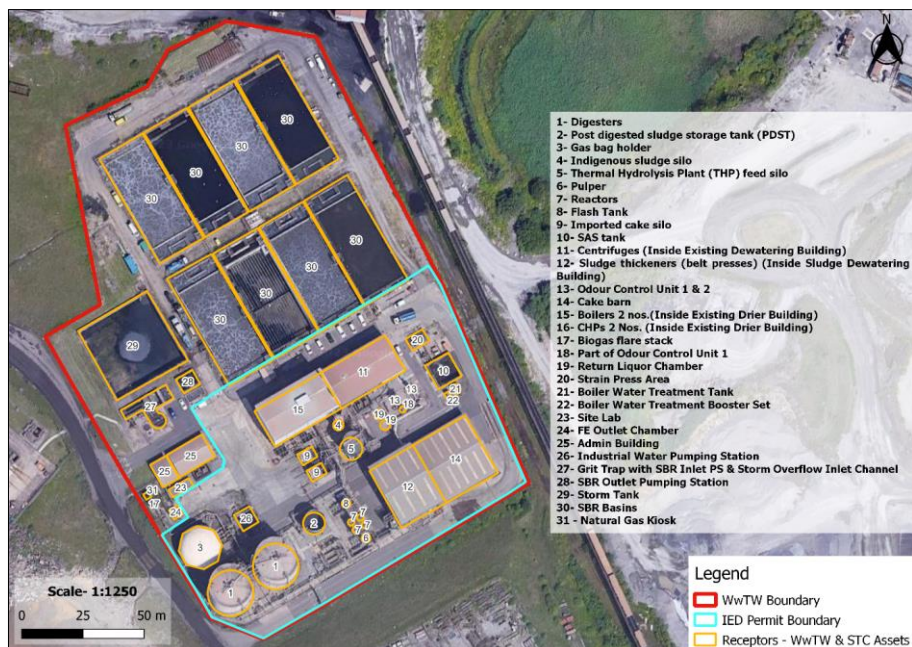 N
1- Digesters
2- Post digested sludge storage tank (PDST)
3- Gas bag holder
4- Indigenous sludge silo
5- Thermal Hydrolysis Plant (THP) feed silo
6- Pulper
7- Reactors
8- Flash Tank
9- Imported cake silo
10- SAS tank
11- Centrifuges (Inside Existing Dewatering Building)
12- Sludge thickeners (belt presses) (Inside Sludge Dewatering
Building)
13- Odour Control Unit 1 & 2
14- Cake barn
15- Boilers 2 nos.(Inside Existing Drier Building)
16- CHPs 2 Nos. (Inside Existing Drier Building)
17- Biogas flare stack
18- Part of Odour Control Unit 1
19- Return Liquor Chamber
20- Strain Press Area
21- Boiler Water Treatment Tank
22- Boiler Water Treatment Booster Set
23- Site Lab
24- FE Outlet Chamber
25- Admin Building
26- Industrial Water Pumping Station
27- Grit Trap with SBR Inlet PS & Storm Overflow Inlet Channel
28- SBR Outlet Pumping Station
29- Storm Tank
30- SBR Basins
31 - Natural Gas Kiosk
30
30
30
30
30
30
30
30
29
28
27
20
10
21
22
11
15
13
13
18
19
19
4
5
9
9
25
25
23
31
17
24
26
2
8
7
7
7
7
6
12
14
3
1
1
Scale- 1:1250
0 25 50 m
Legend
WwTW Boundary
IED Permit Boundary
Receptors - WwTW & STC Assets